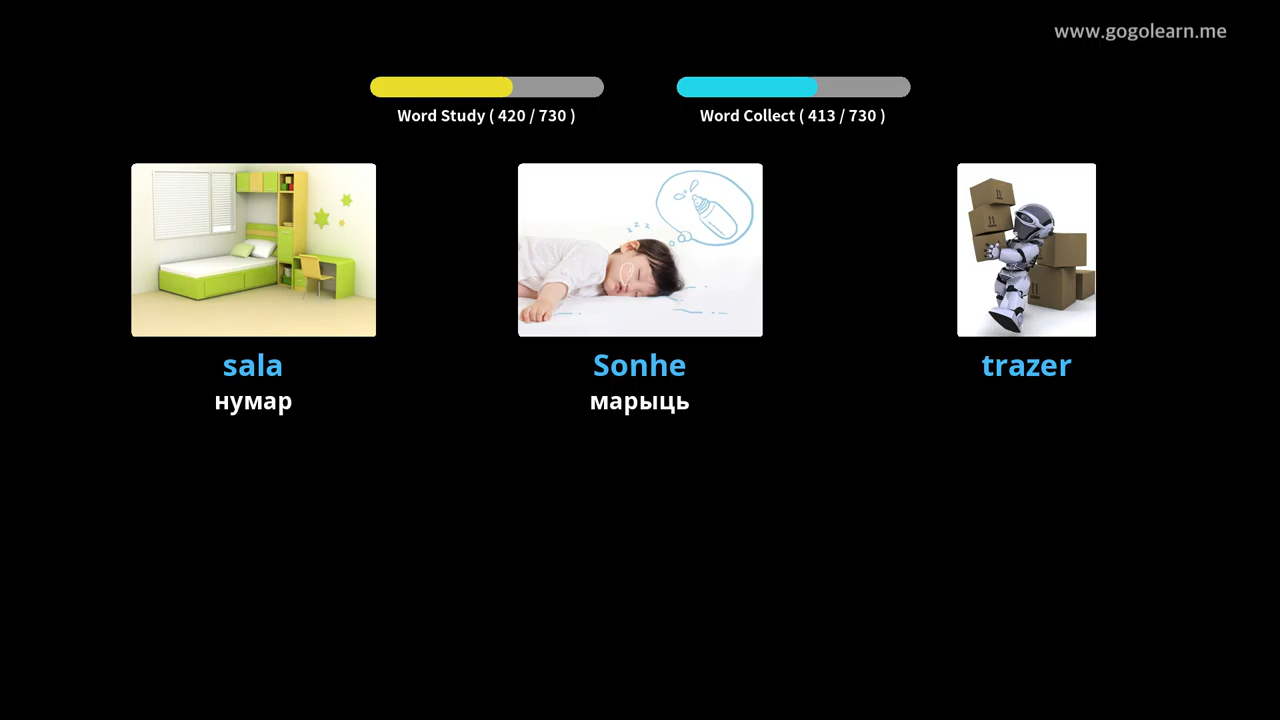 www.gogolearn.me
Word Study ( 420 / 730 )
Word Collect ( 413 / 730 )
sala
Sonhe
trazer
нумар
марыць